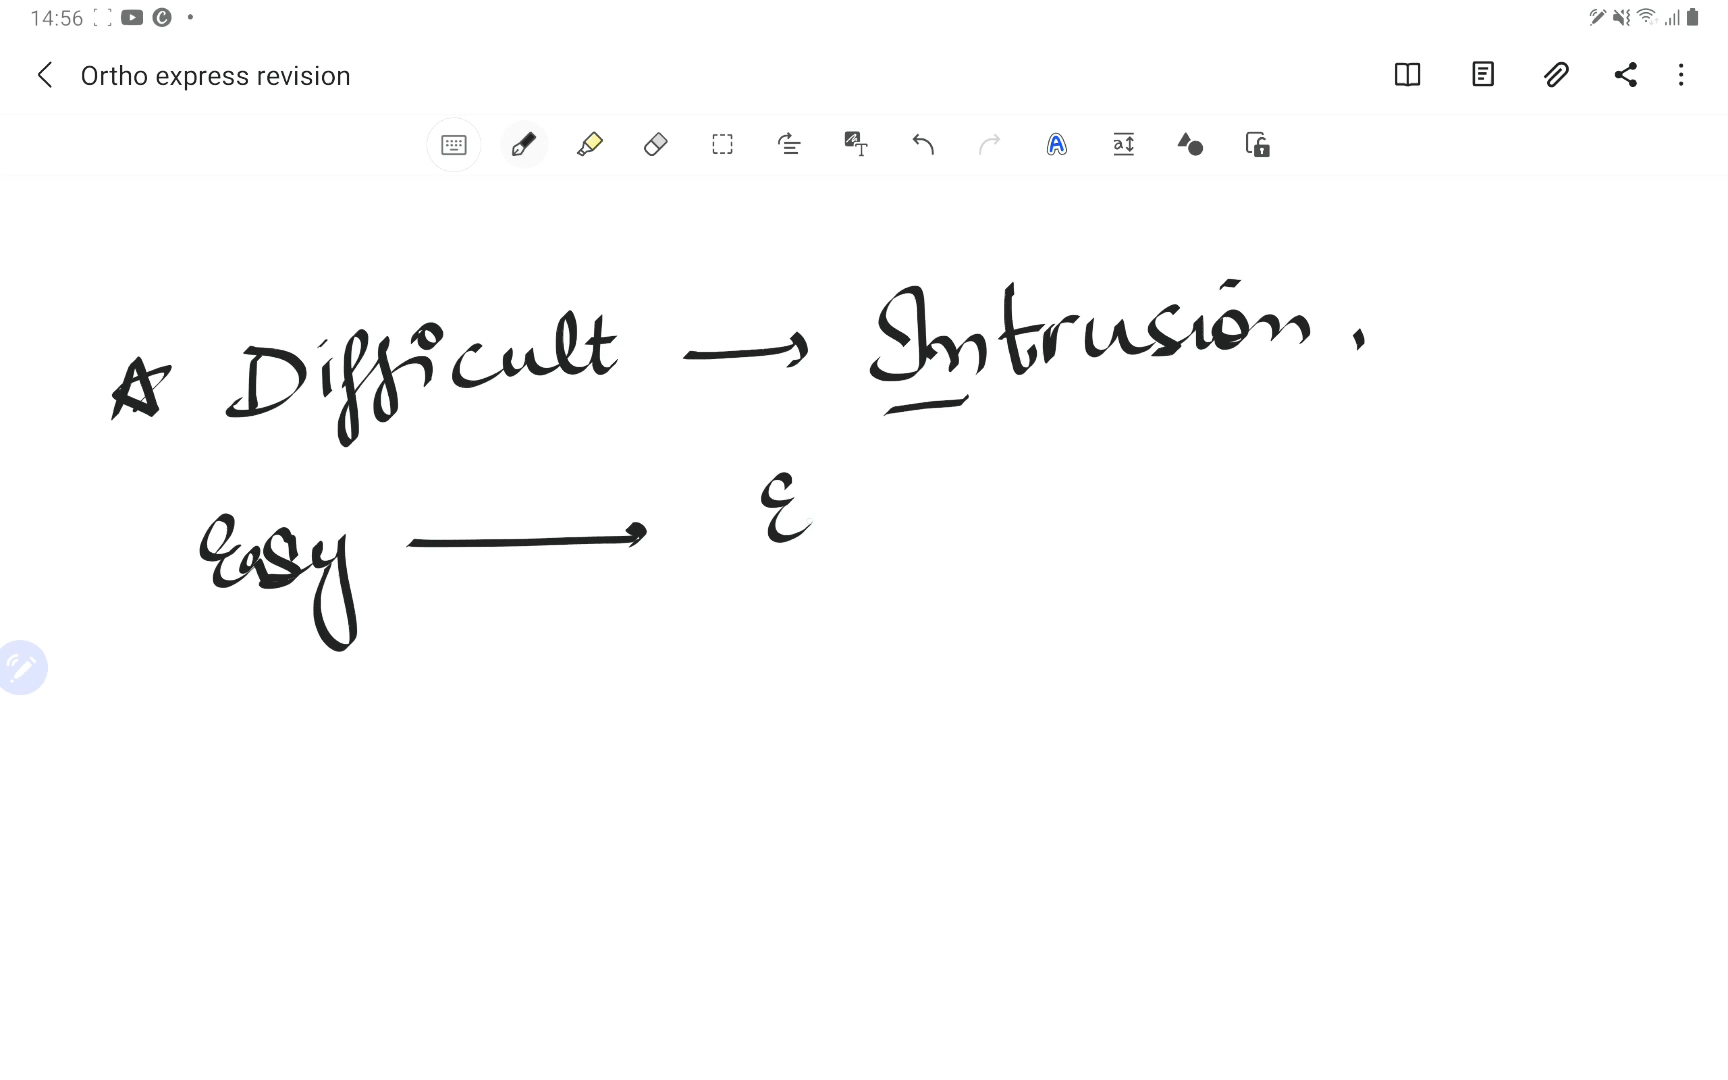 14:56
Ortho express revision
Difficult → Intrusion.
Easy → E